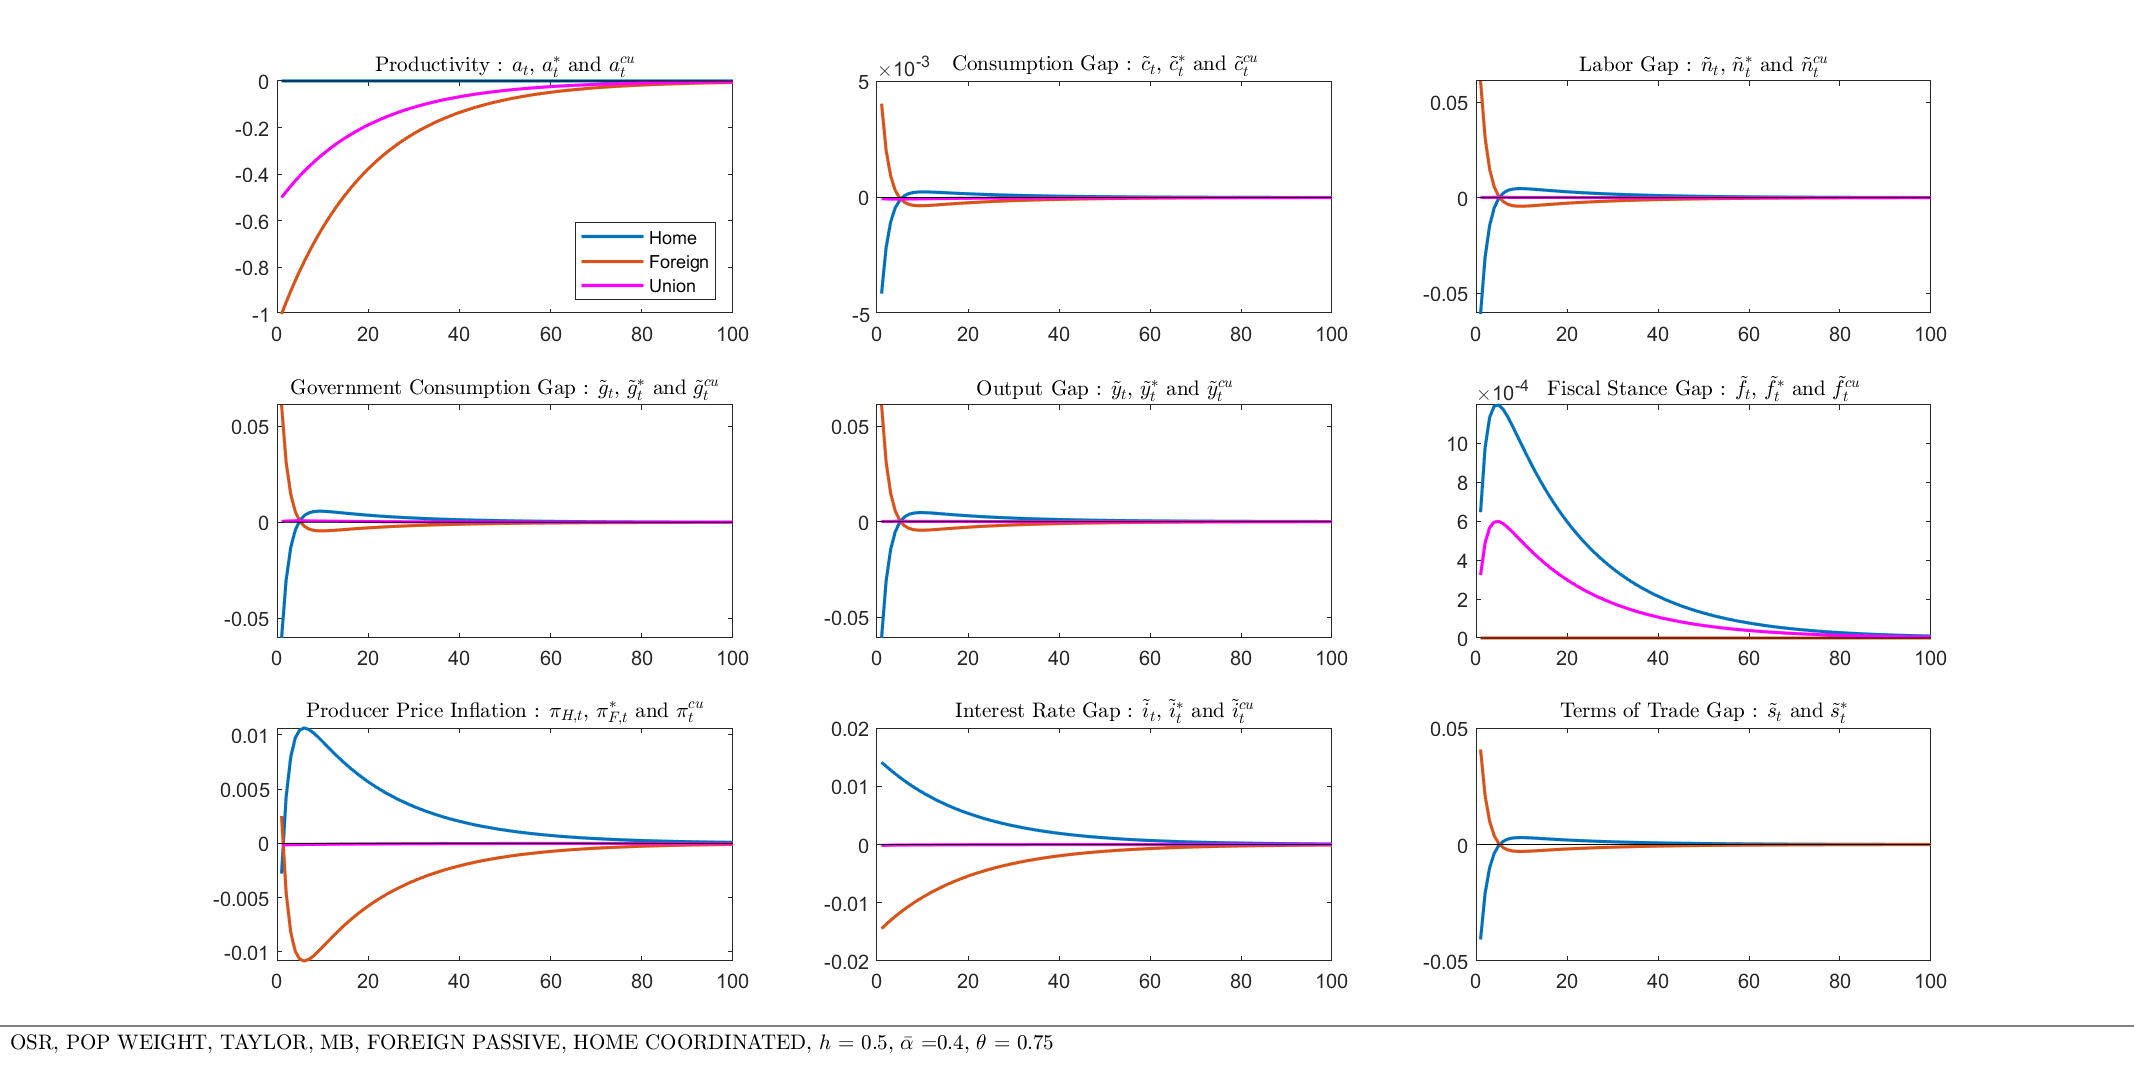 Productivity : a_t, a_t^* and a_t^{cu}
0
-0.2
-0.4
-0.6
-0.8
-1
0 20 40 60 80 100
Home
Foreign
Union
×10^{-3} Consumption Gap : c̃_t, c̃_t^* and c̃_t^{cu}
5
0
-5
0 20 40 60 80 100
Labor Gap : ñ_t, ñ_t^* and ñ_t^{cu}
0.05
0
-0.05
0 20 40 60 80 100
Government Consumption Gap : g̃_t, g̃_t^* and g̃_t^{cu}
0.05
0
-0.05
0 20 40 60 80 100
Output Gap : ỹ_t, ỹ_t^* and ỹ_t^{cu}
0.05
0
-0.05
0 20 40 60 80 100
×10^{-4} Fiscal Stance Gap : f̃_t, f̃_t^* and f̃_t^{cu}
10
8
6
4
2
0
0 20 40 60 80 100
Producer Price Inflation : π_{H,t}, π_{F,t}^* and π_t^{cu}
0.01
0.005
0
-0.005
-0.01
0 20 40 60 80 100
Interest Rate Gap : ĩ_t, ĩ_t^* and ĩ_t^{cu}
0.02
0.01
0
-0.01
-0.02
0 20 40 60 80 100
Terms of Trade Gap : s̃_t and s̃_t^*
0.05
0
-0.05
0 20 40 60 80 100
OSR, POP WEIGHT, TAYLOR, MB, FOREIGN PASSIVE, HOME COORDINATED, h = 0.5, ᾱ =0.4, θ = 0.75